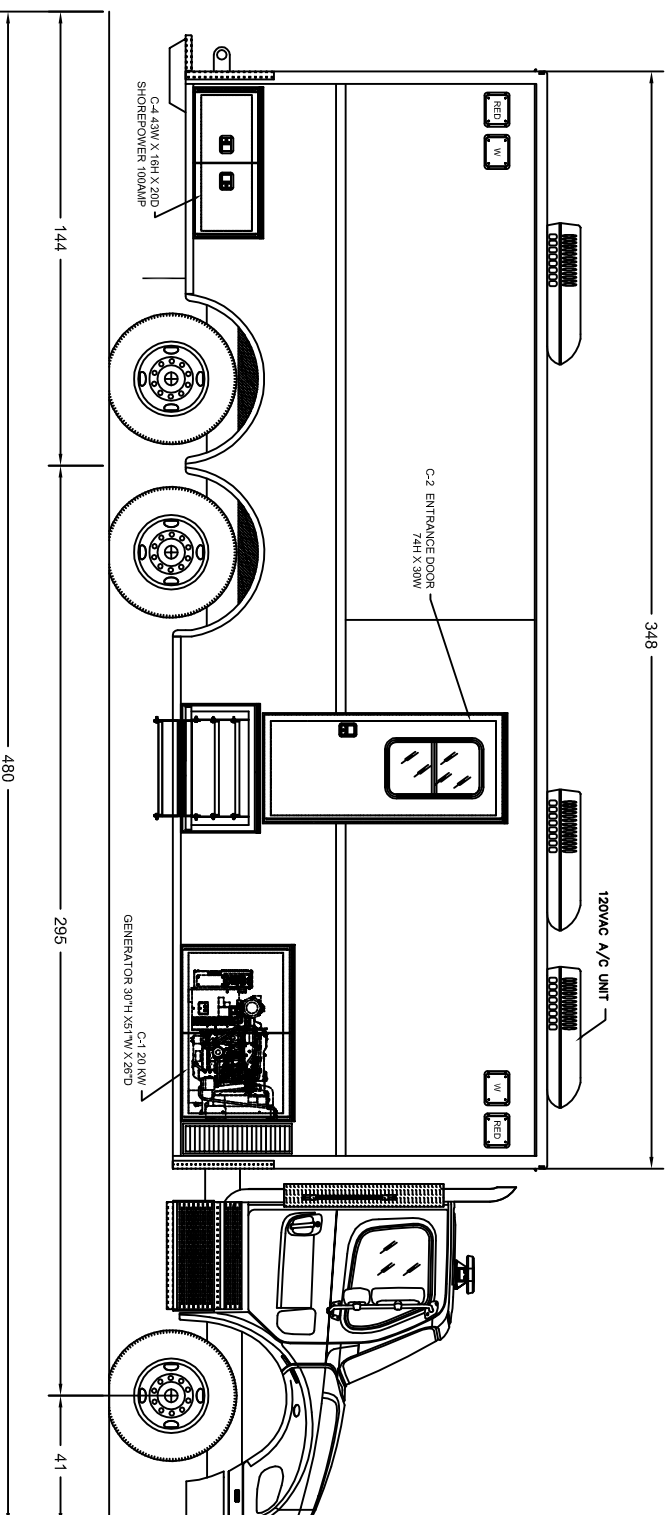 348
120VAC A/C UNIT
RED
W
W
RED
C-2 ENTRANCE DOOR
74H X 30W
C-4 43W X 16H X 20D
SHOREPOWER 100AMP
C-1 20 KW
GENERATOR 30"H X51"W X 26"D
144
295
41
480